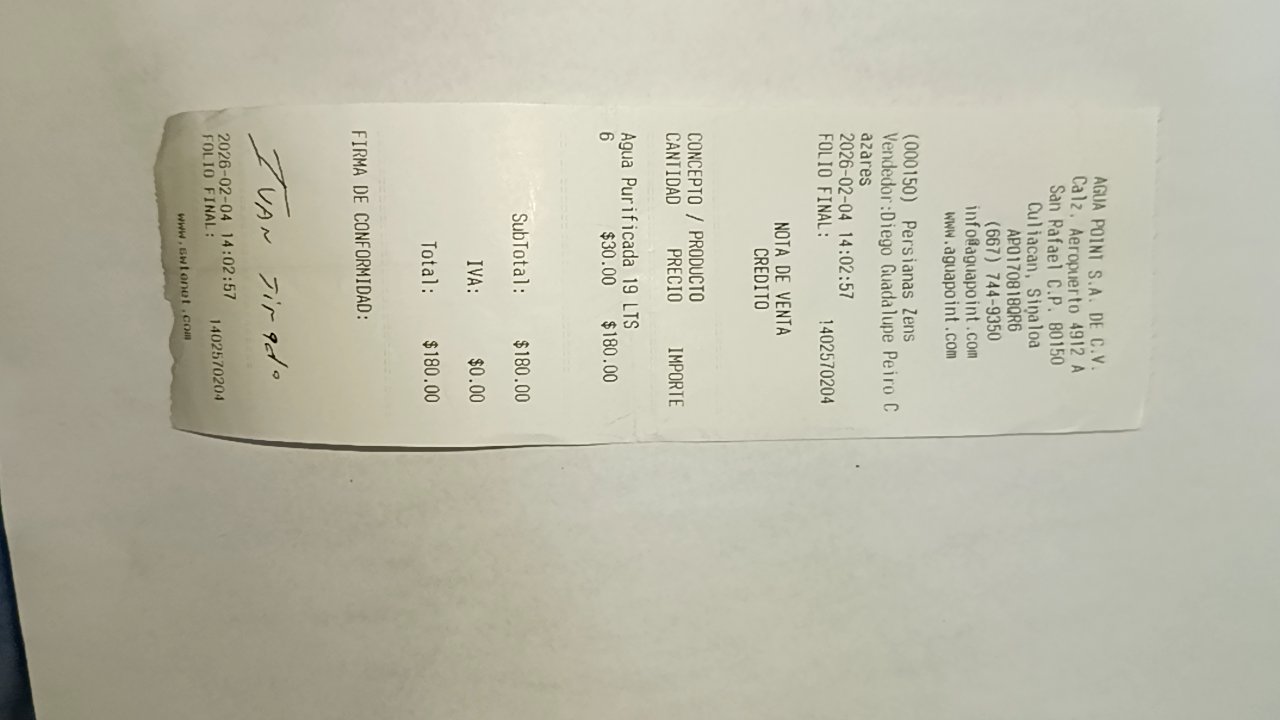 AGUA POINT S.A. DE C.V.
Calz. Aeropuerto 4912 A
San Rafael C.P. 80150
Culiacan, Sinaloa
APO170818QR6
(667) 744-9350
info@aguapoint.com
www.aguapoint.com
(000150) Persianas Zens
Vendedor:Diego Guadalupe Peiro C
azares
2026-02-04 14:02:57
FOLIO FINAL: 1402570204
NOTA DE VENTA
CREDITO
CONCEPTO / PRODUCTO
CANTIDAD PRECIO IMPORTE
Agua Purificada 19 LTS
6 $30.00 $180.00
SubTotal: $180.00
IVA: $0.00
Total: $180.00
FIRMA DE CONFORMIDAD:
IVAN Tirado
2026-02-04 14:02:57
FOLIO FINAL: 1402570204